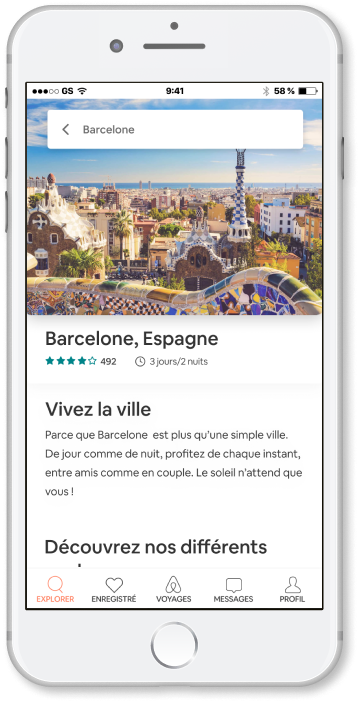 GS 9:41 58 %
Barcelone
Barcelone, Espagne
492 3 jours/2 nuits
Vivez la ville
Parce que Barcelone est plus qu'une simple ville.
De jour comme de nuit, profitez de chaque instant,
entre amis comme en couple. Le soleil n'attend que
vous !
Découvrez nos différents
EXPLORER ENREGISTRÉ VOYAGES MESSAGES PROFIL